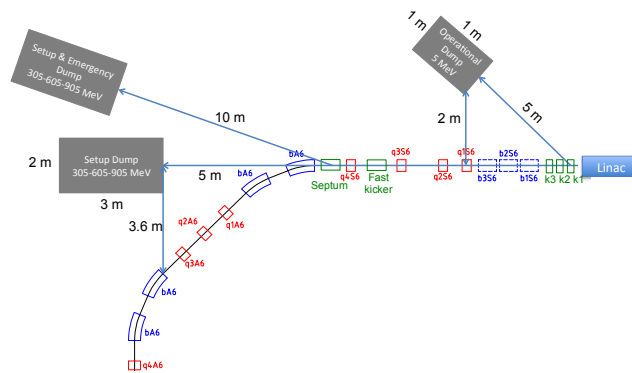 1 m
1 m
Setup & Emergency
Dump
305-605-905 MeV
Operational
Dump
5 MeV
10 m
2 m
5 m
2 m
Setup Dump
305-605-905 MeV
5 m
3 m
3.6 m
bA6
q3S6
q1S6
b2S6
Septum
q4S6
Fast
kicker
q2S6
b3S6
b1S6
k3 k2 k1
Linac
bA6
q2A6
q1A6
q3A6
bA6
bA6
q4A6